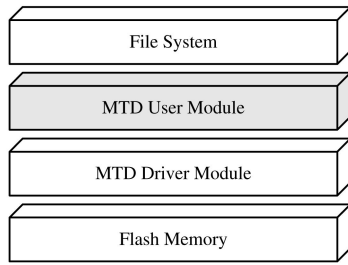 File System
MTD User Module
MTD Driver Module
Flash Memory